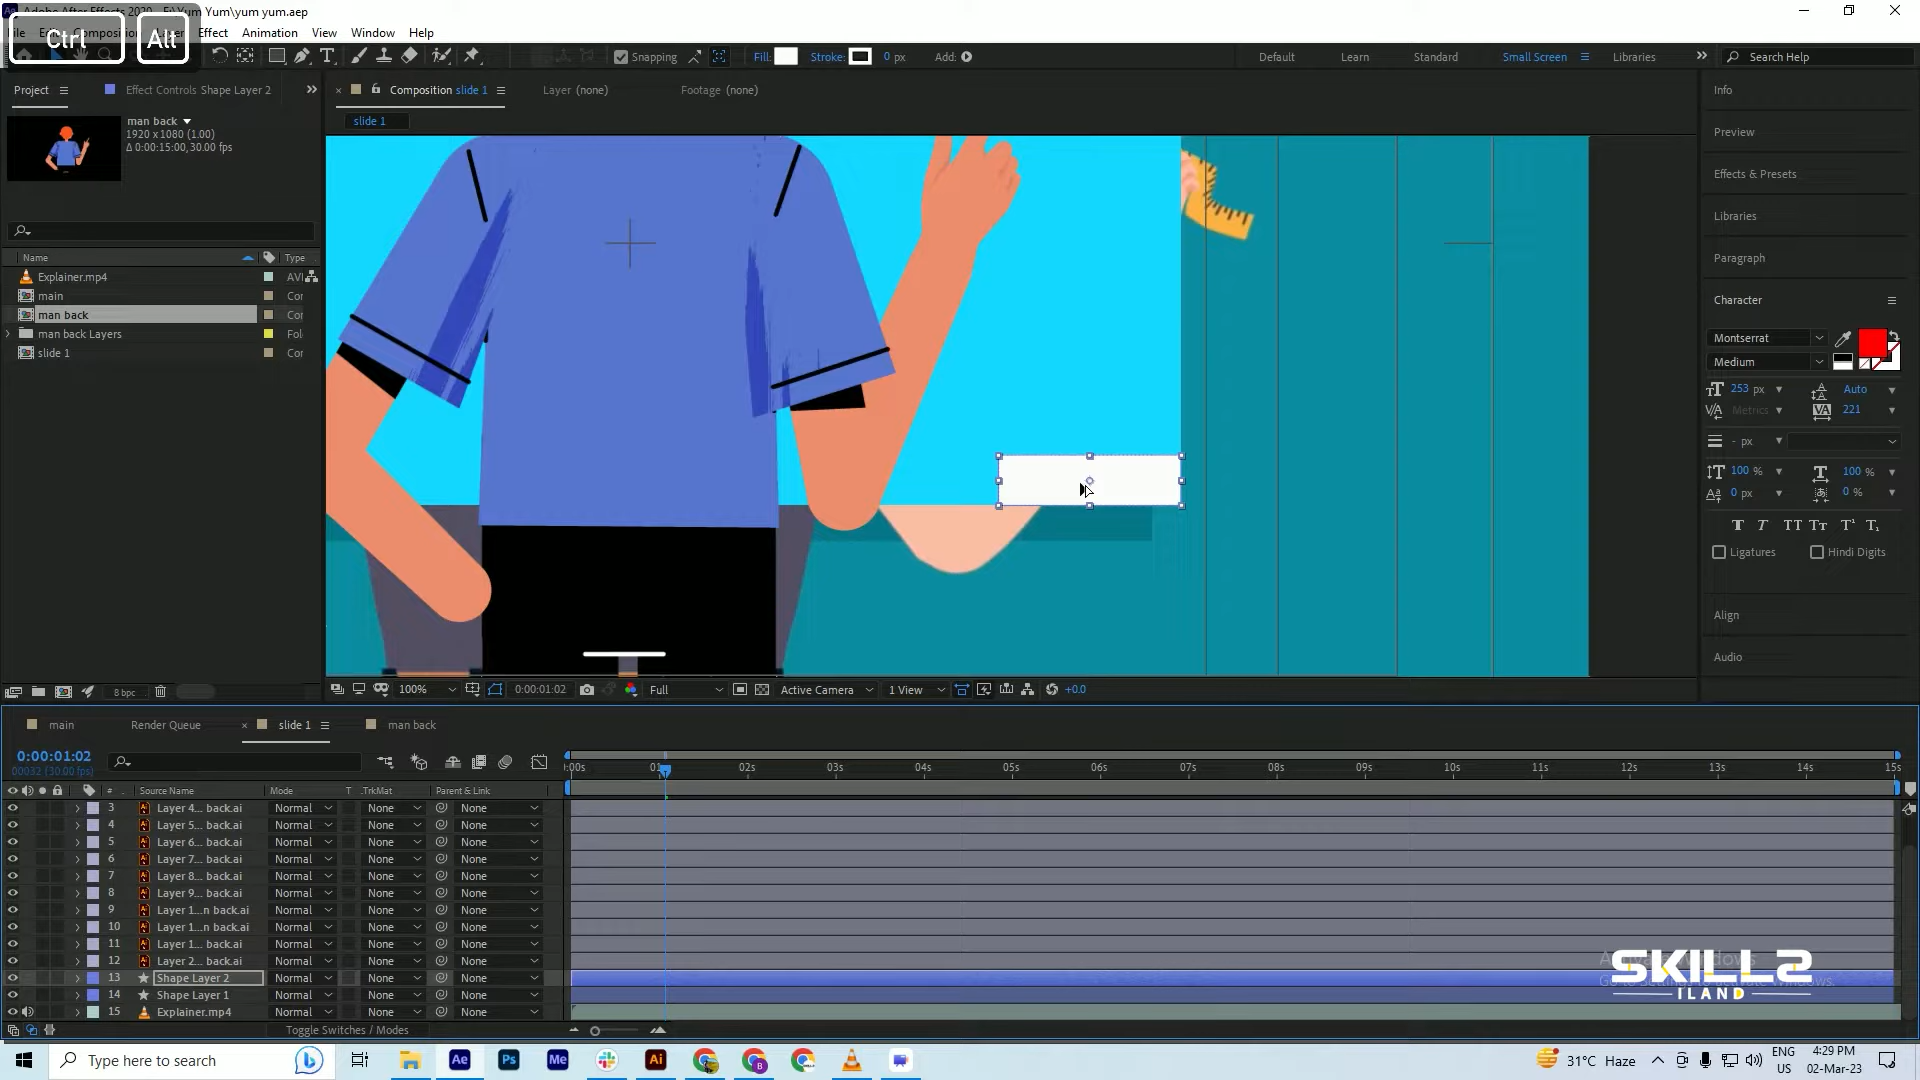 Adobe After Effects 2020 - F:\Yum Yum\yum yum.aep
Ctrl
Alt
Effect Animation View Window Help
Snapping
Fill:
Stroke:
0 px
Add:
Default
Learn
Standard
Small Screen
Libraries
Search Help
Project
Effect Controls Shape Layer 2
Composition slide 1
Layer (none)
Footage (none)
man back
1920 x 1080 (1.00)
Δ 0:00:15:00, 30.00 fps
slide 1
Name
Type
Explainer.mp4
AVI
main
Cor
man back
Cor
man back Layers
Fol
slide 1
Cor
8 bpc
100%
0:00:01:02
Full
Active Camera
1 View
+0.0
Info
Preview
Effects & Presets
Libraries
Paragraph
Character
Montserrat
Medium
253 px
Auto
Metrics
221
- px
100 %
100 %
0 px
0 %
T T TT Tт T¹ T₁
Ligatures
Hindi Digits
Align
Audio
main
Render Queue
slide 1
man back
0:00:01:02
00032 (30.00 fps)
:00s
01
02s
03s
04s
05s
06s
07s
08s
09s
10s
11s
12s
13s
14s
15s
#
Source Name
Mode
T
.TrkMat
Parent & Link
3 Layer 4... back.ai Normal None None
4 Layer 5... back.ai Normal None None
5 Layer 6... back.ai Normal None None
6 Layer 7... back.ai Normal None None
7 Layer 8... back.ai Normal None None
8 Layer 9... back.ai Normal None None
9 Layer 1...n back.ai Normal None None
10 Layer 1...n back.ai Normal None None
11 Layer 1... back.ai Normal None None
12 Layer 2... back.ai Normal None None
13 Shape Layer 2 Normal None None
14 Shape Layer 1 Normal None None
15 Explainer.mp4 Normal None None
Toggle Switches / Modes
SKILLS
ILAND
Type here to search
Ae
Ps
Me
Ai
31°C Haze
ENG
US
4:29 PM
02-Mar-23